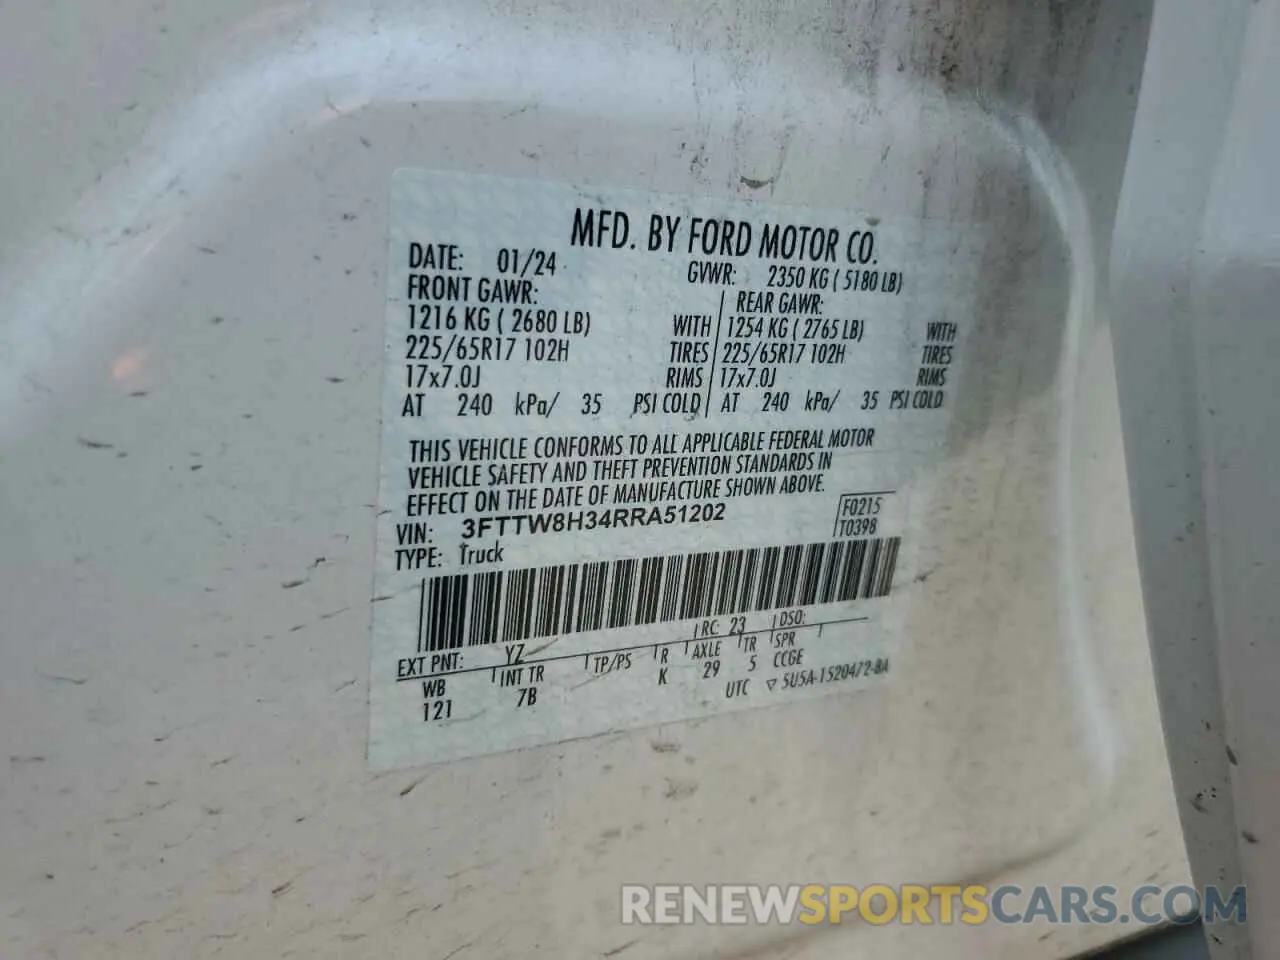 MFD. BY FORD MOTOR CO.
DATE: 01/24 GVWR: 2350 KG ( 5180 LB)
FRONT GAWR: REAR GAWR:
1216 KG ( 2680 LB) WITH 1254 KG ( 2765 LB) WITH
225/65R17 102H TIRES 225/65R17 102H TIRES
17x7.0J RIMS 17x7.0J RIMS
AT 240 kPa/ 35 PSI COLD AT 240 kPa/ 35 PSI COLD
THIS VEHICLE CONFORMS TO ALL APPLICABLE FEDERAL MOTOR
VEHICLE SAFETY AND THEFT PREVENTION STANDARDS IN
EFFECT ON THE DATE OF MANUFACTURE SHOWN ABOVE.
VIN: 3FTTW8H34RRA51202 F0215
TYPE: Truck T0398
EXT PNT: YZ RC: 23 DSO:
WB INT TR TP/PS R AXLE TR SPR
121 7B K 29 5 CCGE
UTC ▽ 5U5A-1520472-BA
RENEWSPORTSCARS.COM